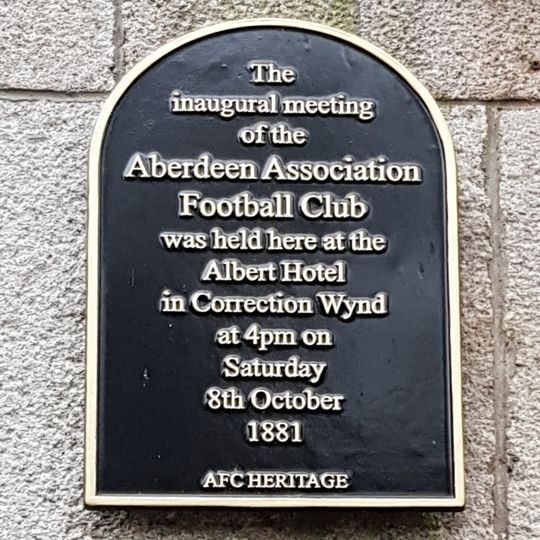 The
inaugural meeting
of the
Aberdeen Association
Football Club
was held here at the
Albert Hotel
in Correction Wynd
at 4pm on
Saturday
8th October
1881
AFC HERITAGE